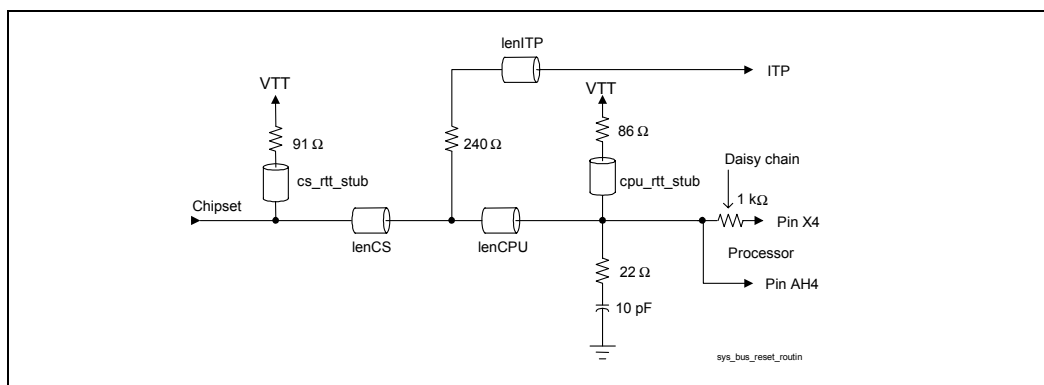 lenITP
ITP
VTT
VTT
91 Ω
240 Ω
86 Ω
Daisy chain
cs_rtt_stub
cpu_rtt_stub
1 kΩ
Chipset
Pin X4
lenCS
lenCPU
Processor
22 Ω
Pin AH4
10 pF
sys_bus_reset_routin